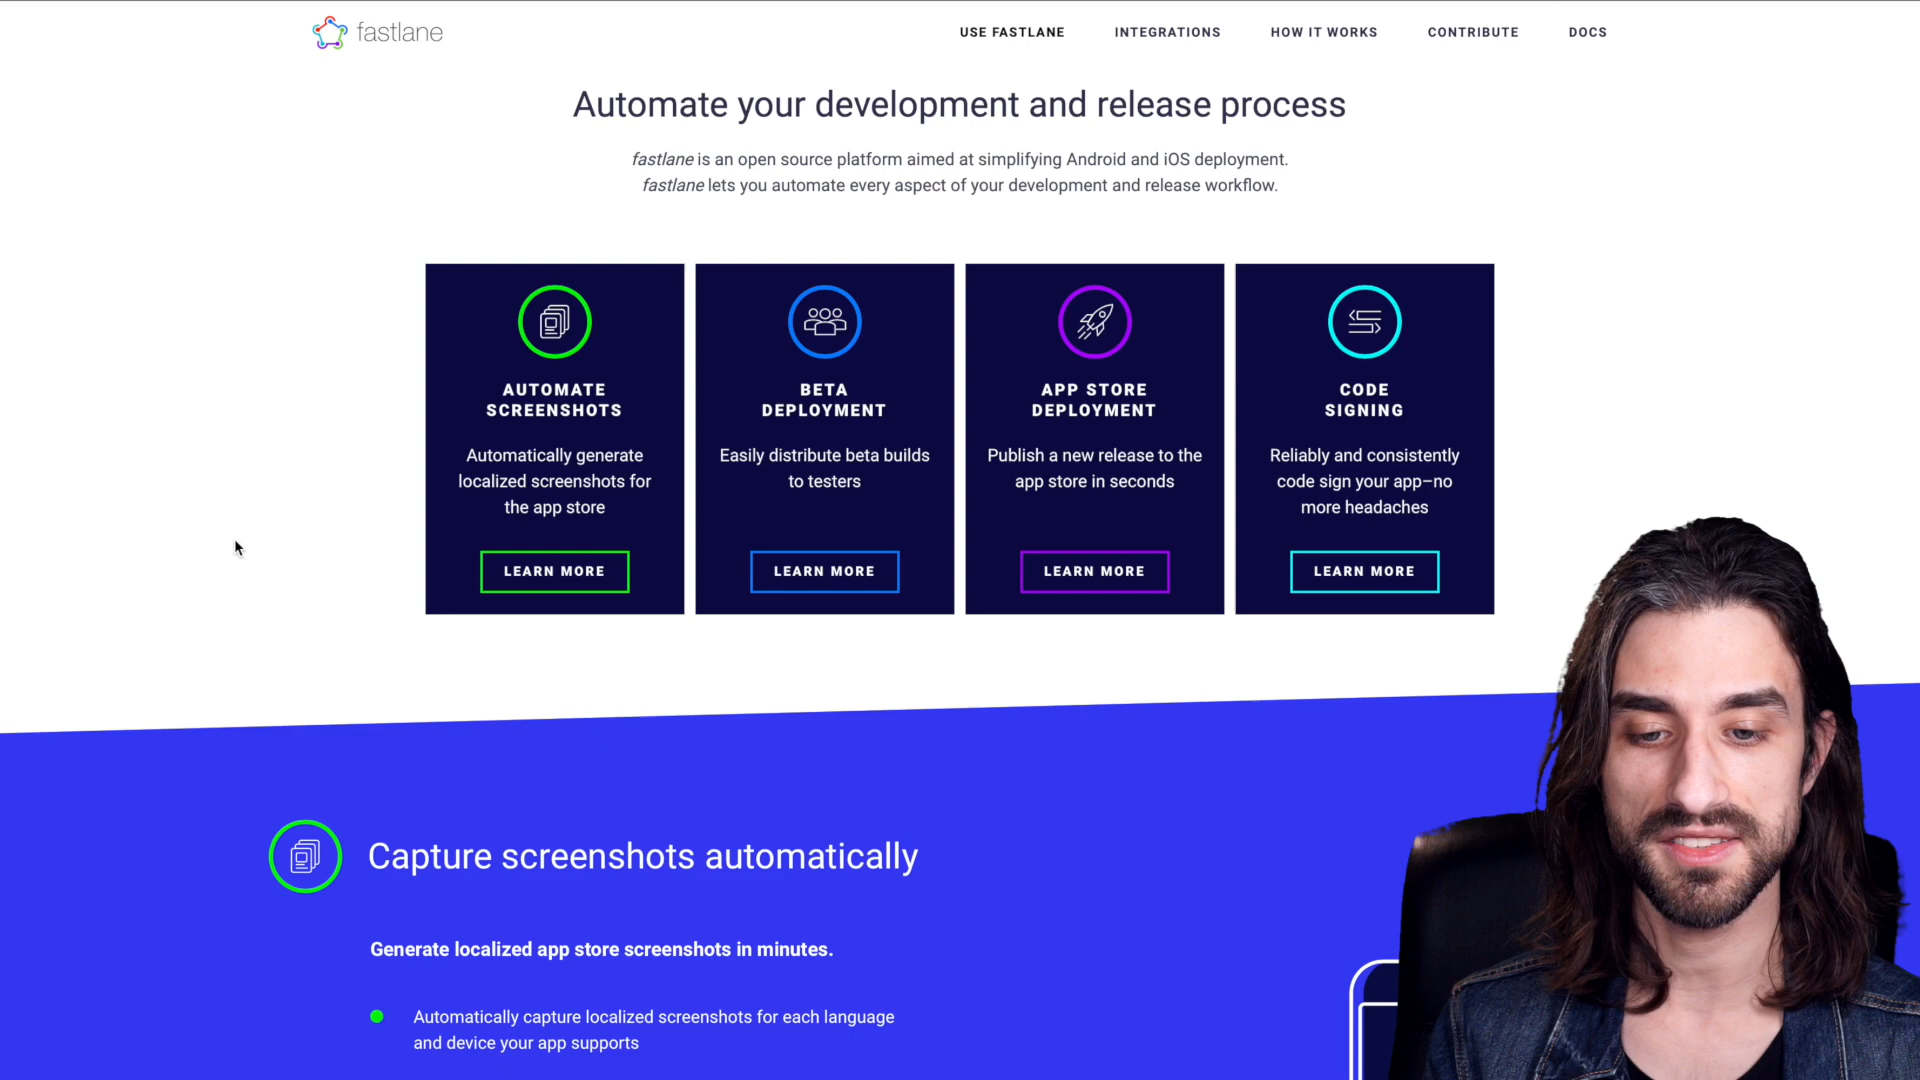 fastlane
USE FASTLANE
INTEGRATIONS
HOW IT WORKS
CONTRIBUTE
DOCS
Automate your development and release process
fastlane is an open source platform aimed at simplifying Android and iOS deployment.
fastlane lets you automate every aspect of your development and release workflow.
AUTOMATE
SCREENSHOTS
Automatically generate
localized screenshots for
the app store
LEARN MORE
BETA
DEPLOYMENT
Easily distribute beta builds
to testers
LEARN MORE
APP STORE
DEPLOYMENT
Publish a new release to the
app store in seconds
LEARN MORE
CODE
SIGNING
Reliably and consistently
code sign your app–no
more headaches
LEARN MORE
Capture screenshots automatically
Generate localized app store screenshots in minutes.
Automatically capture localized screenshots for each language
and device your app supports